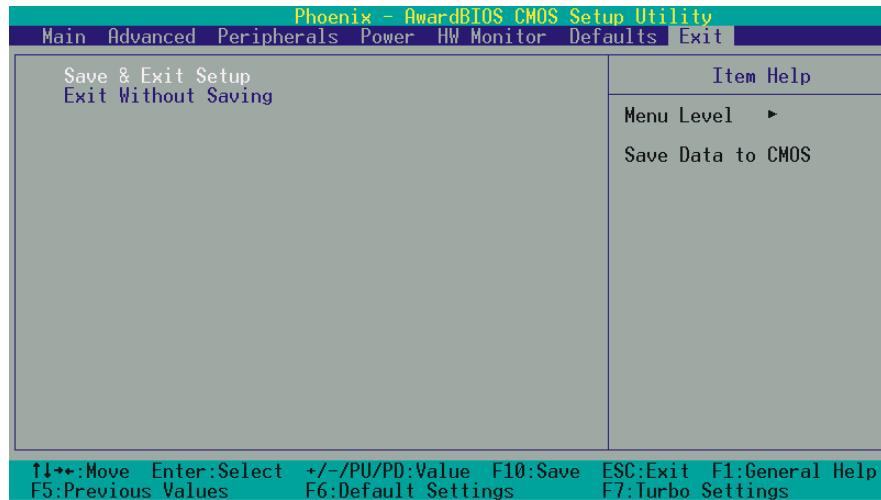 Phoenix - AwardBIOS CMOS Setup Utility
Main Advanced Peripherals Power HW Monitor Defaults Exit
Save & Exit Setup
Exit Without Saving
Item Help
Menu Level ►
Save Data to CMOS
↑↓→←:Move Enter:Select +/-/PU/PD:Value F10:Save ESC:Exit F1:General Help
F5:Previous Values F6:Default Settings F7:Turbo Settings